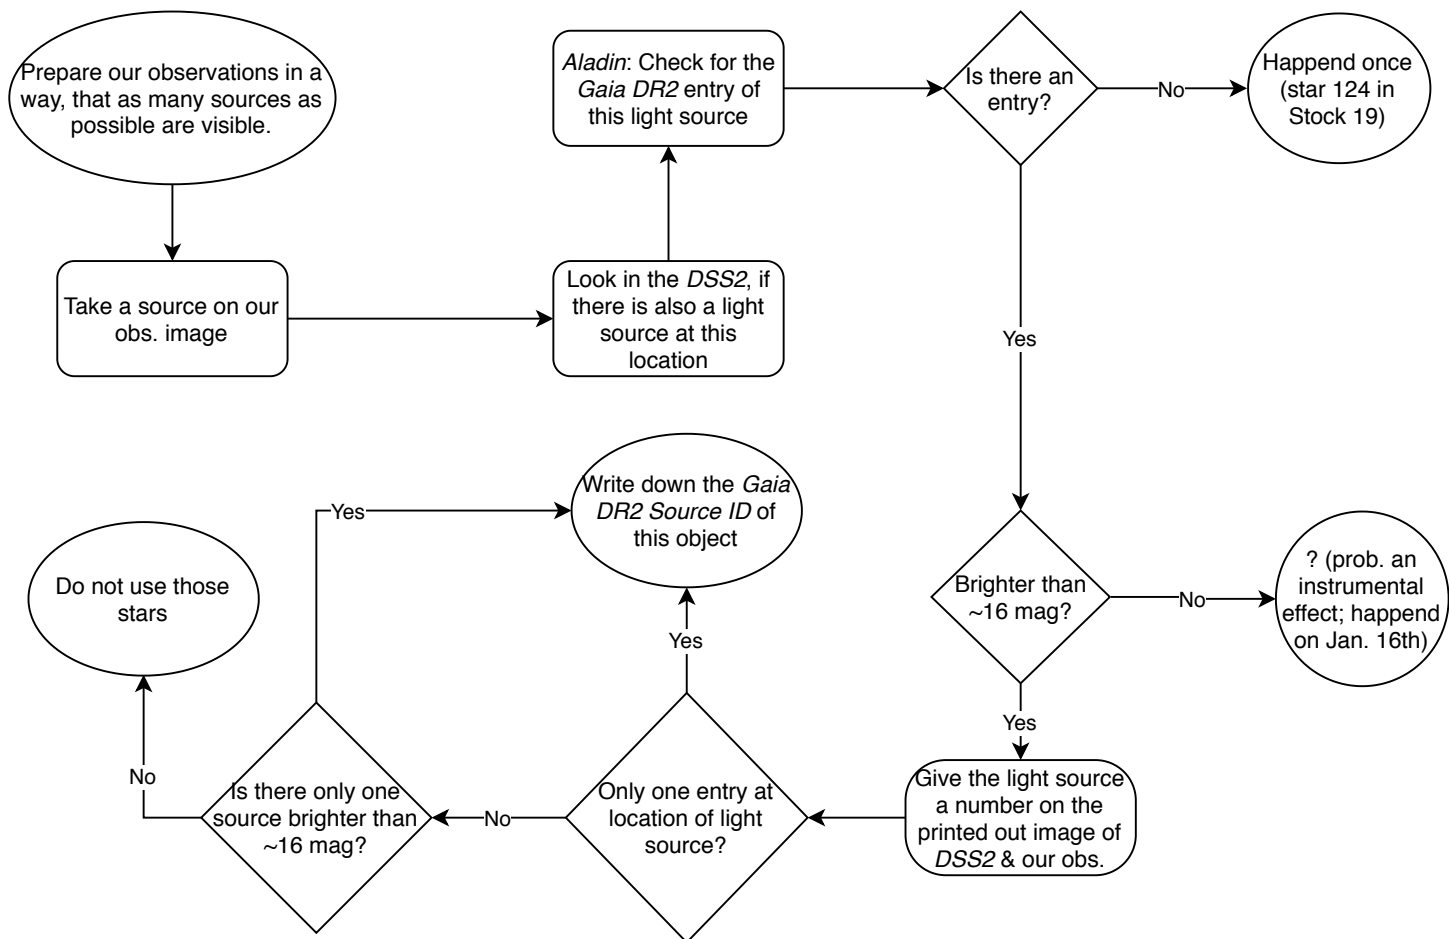 Prepare our observations in a
way, that as many sources as
possible are visible.
Take a source on our
obs. image
Look in the DSS2, if
there is also a light
source at this
location
Aladin: Check for the
Gaia DR2 entry of
this light source
Is there an
entry?
No
Happend once
(star 124 in
Stock 19)
Yes
Brighter than
~16 mag?
No
? (prob. an
instrumental
effect; happend
on Jan. 16th)
Yes
Give the light source
a number on the
printed out image of
DSS2 & our obs.
Only one entry at
location of light
source?
Yes
Write down the Gaia
DR2 Source ID of
this object
No
Is there only one
source brighter than
~16 mag?
Yes
No
Do not use those
stars